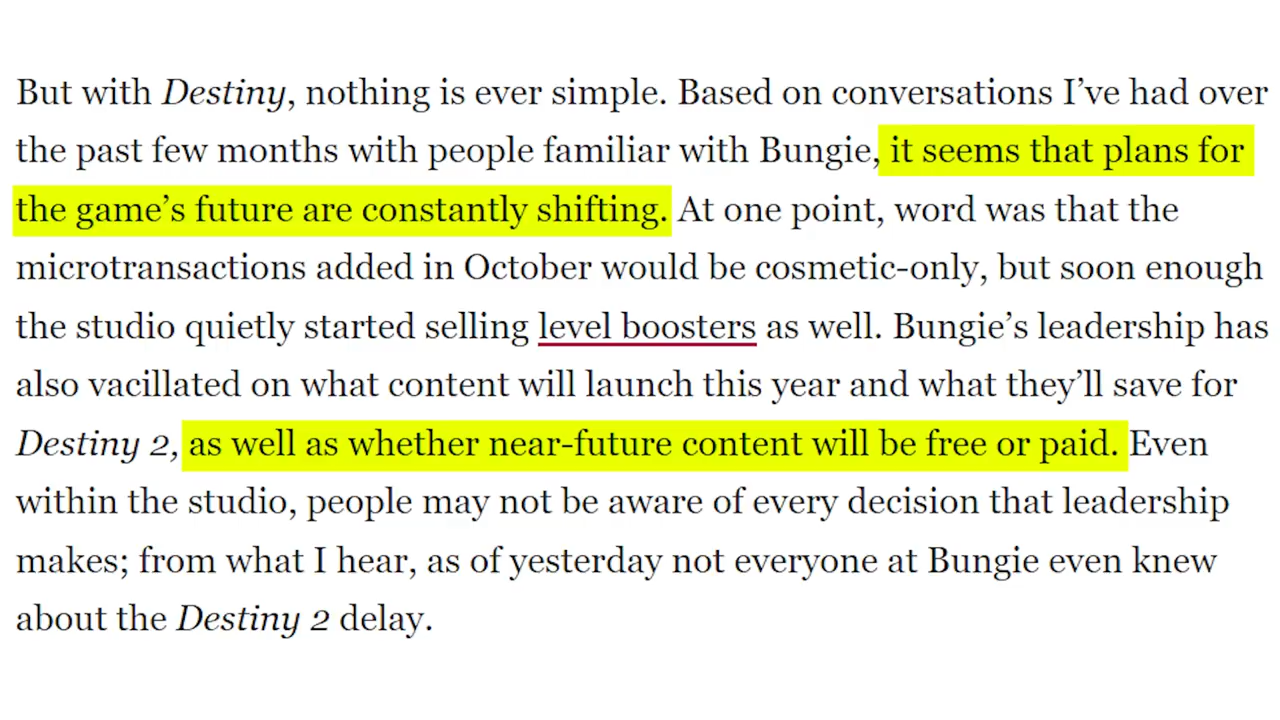 But with Destiny, nothing is ever simple. Based on conversations I’ve had over
the past few months with people familiar with Bungie, it seems that plans for
the game’s future are constantly shifting. At one point, word was that the
microtransactions added in October would be cosmetic-only, but soon enough
the studio quietly started selling level boosters as well. Bungie’s leadership has
also vacillated on what content will launch this year and what they’ll save for
Destiny 2, as well as whether near-future content will be free or paid. Even
within the studio, people may not be aware of every decision that leadership
makes; from what I hear, as of yesterday not everyone at Bungie even knew
about the Destiny 2 delay.